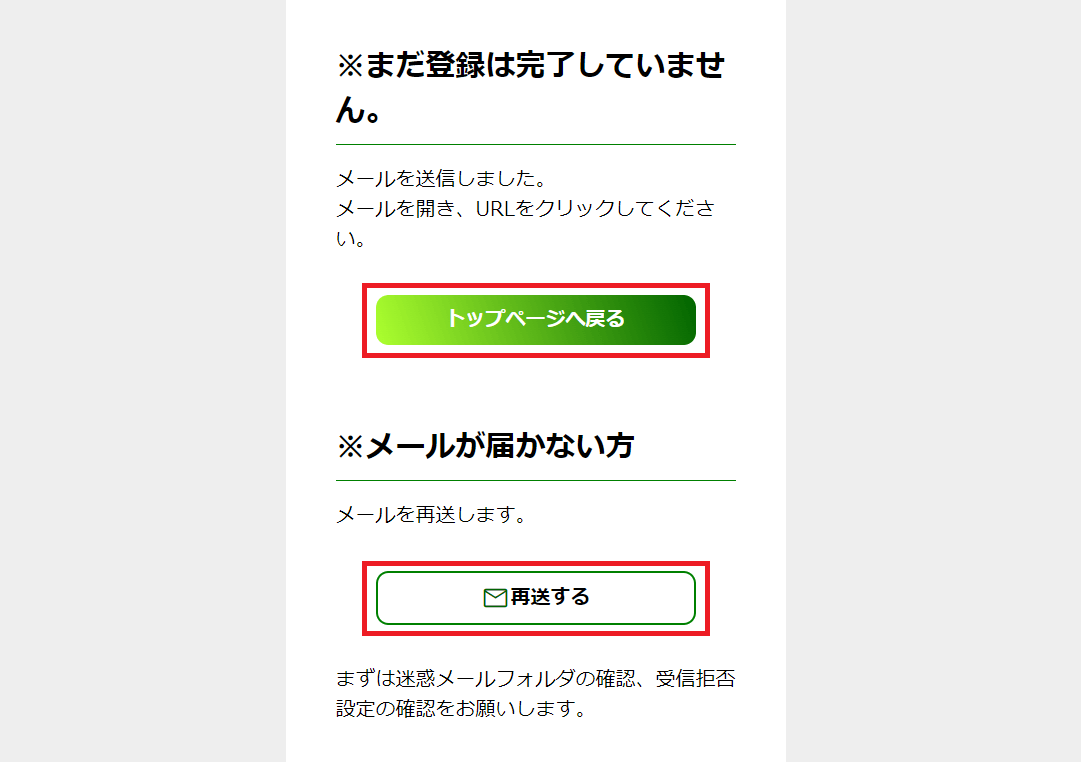 ※まだ登録は完了していませ
ん。
メールを送信しました。
メールを開き、URLをクリックしてくださ
い。
トップページへ戻る
※メールが届かない方
メールを再送します。
再送する
まずは迷惑メールフォルダの確認、受信拒否
設定の確認をお願いします。